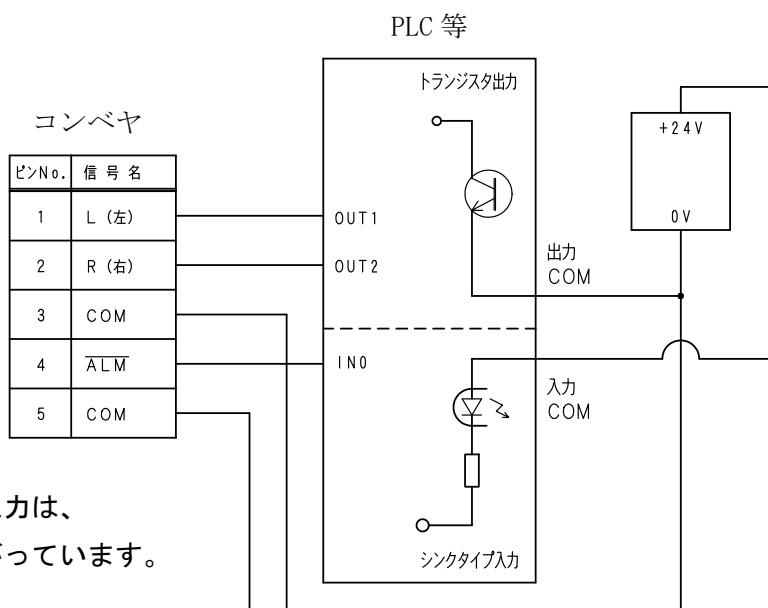 PLC 等
トランジスタ出力
コンベヤ
+24V
ピンNo. 信号名
1 L (左)
OUT1
0V
2 R (右)
OUT2
出力
COM
3 COM
4 ALM
IN0
入力
COM
5 COM
力は、
っています。
シンクタイプ入力